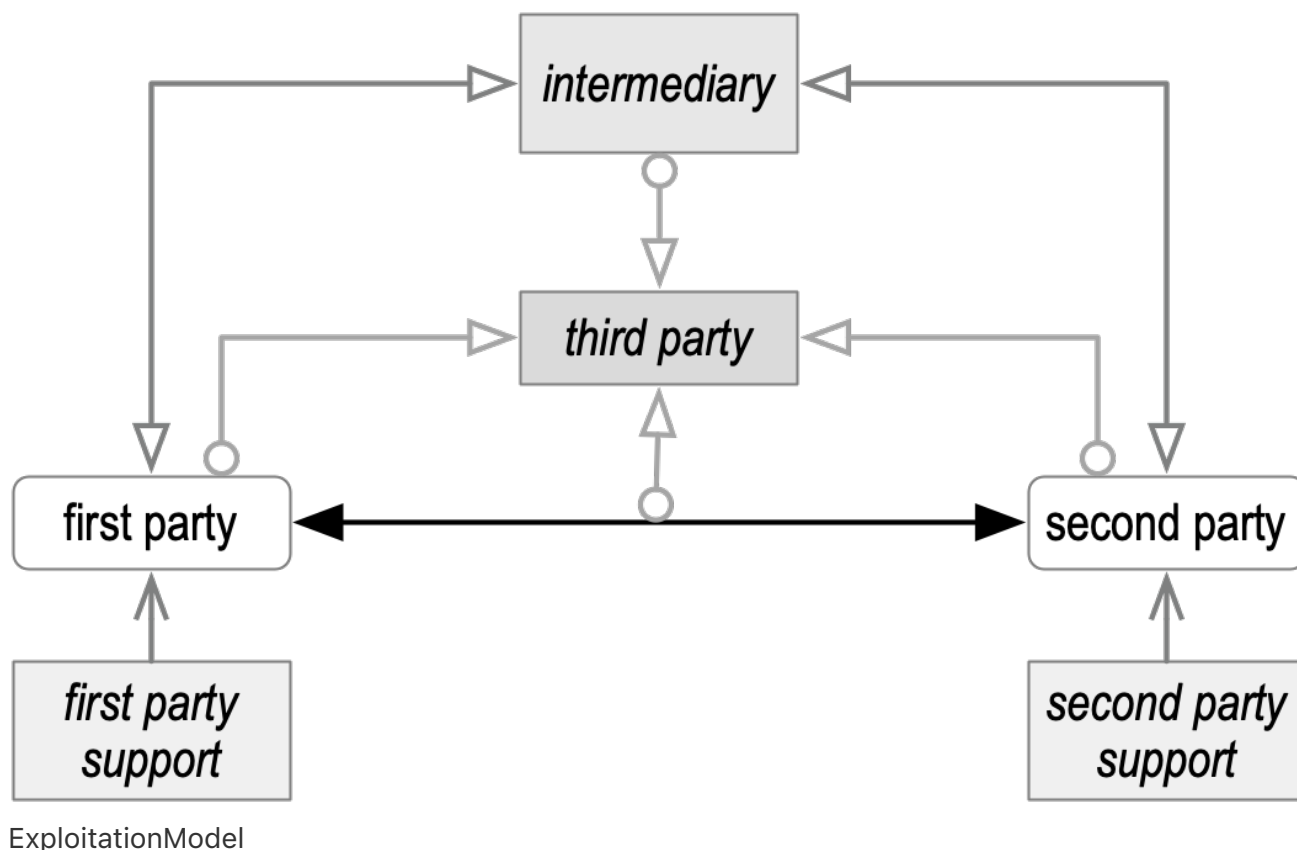 intermediary
third party
first party
second party
first party
support
second party
support
ExploitationModel